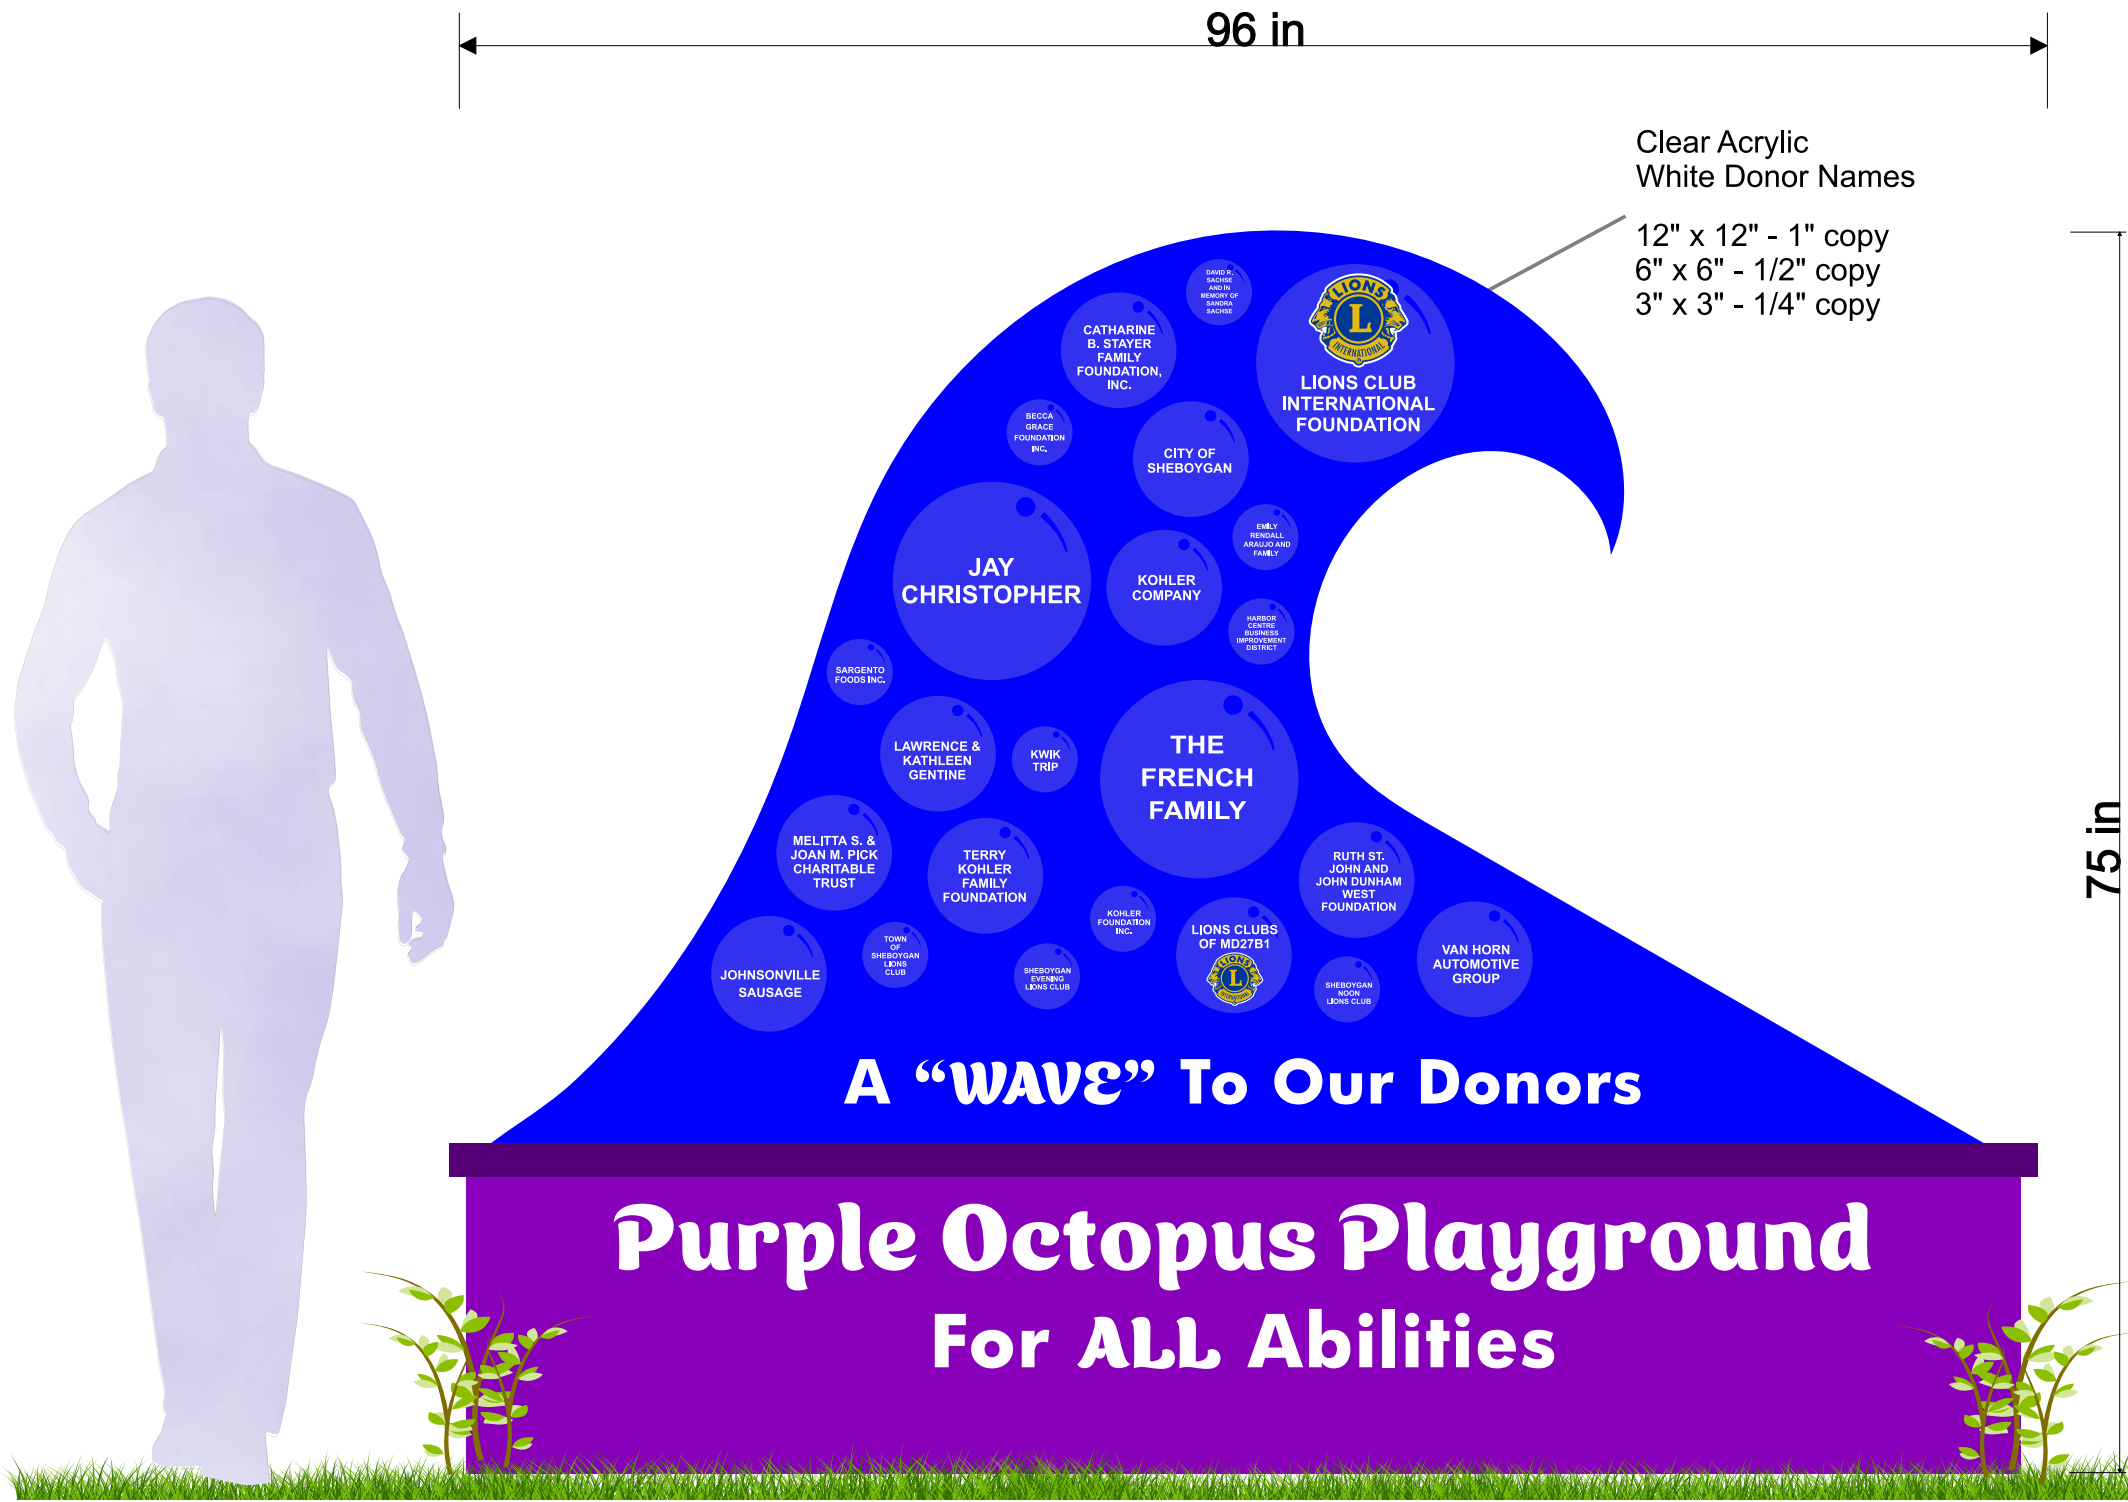 96 in
Clear Acrylic
White Donor Names
12" x 12" - 1" copy
6" x 6" - 1/2" copy
3" x 3" - 1/4" copy
75 in
DAVID R.
SACHSE
AND IN
MEMORY OF
SANDRA
SACHSE
LIONS
L
INTERNATIONAL
LIONS CLUB
INTERNATIONAL
FOUNDATION
CATHARINE
B. STAYER
FAMILY
FOUNDATION,
INC.
BECCA
GRACE
FOUNDATION
INC.
CITY OF
SHEBOYGAN
JAY
CHRISTOPHER
KOHLER
COMPANY
EMILY
RENDALL
ARAUJO AND
FAMILY
HARBOR
CENTRE
BUSINESS
IMPROVEMENT
DISTRICT
SARGENTO
FOODS INC.
LAWRENCE &
KATHLEEN
GENTINE
KWIK
TRIP
THE
FRENCH
FAMILY
MELITTA S. &
JOAN M. PICK
CHARITABLE
TRUST
TERRY
KOHLER
FAMILY
FOUNDATION
RUTH ST.
JOHN AND
JOHN DUNHAM
WEST
FOUNDATION
KOHLER
FOUNDATION
INC.
LIONS CLUBS
OF MD27B1
LIONS
L
INTERNATIONAL
VAN HORN
AUTOMOTIVE
GROUP
JOHNSONVILLE
SAUSAGE
TOWN
OF
SHEBOYGAN
LIONS
CLUB
SHEBOYGAN
EVENING
LIONS CLUB
SHEBOYGAN
NOON
LIONS CLUB
A “WAVE” To Our Donors
Purple Octopus Playground
For ALL Abilities